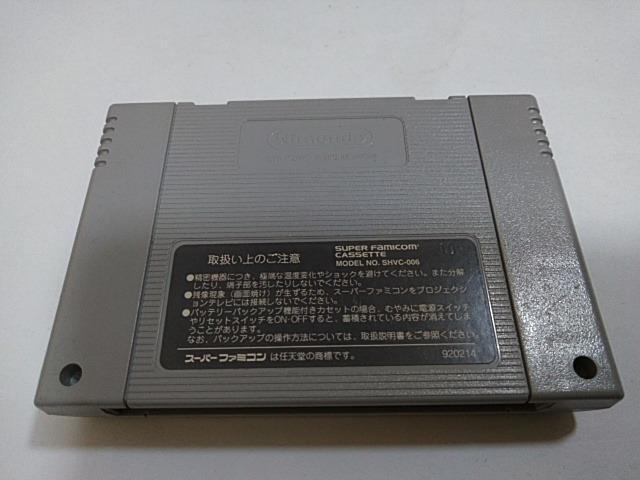 Nintendo
取扱い上のご注意
SUPER FAMICOM
CASSETTE
MODEL NO. SHVC-006
●精密機器につき、極端な温度変化やショックを避けてください。また分解
したり、端子部を汚したりしないでください。
●残像現象（画面焼け）が生ずるため、スーパーファミコンをプロジェクシ
ョンテレビには接続しないでください。
●バッテリーバックアップ機能付きカセットの場合、むやみに電源スイッチ
やリセットスイッチをON・OFFすると、蓄積されている内容が消えてしま
うことがあります。
なお、バックアップの操作方法については、取扱説明書をご参照ください。
スーパーファミコン は任天堂の商標です。
920214